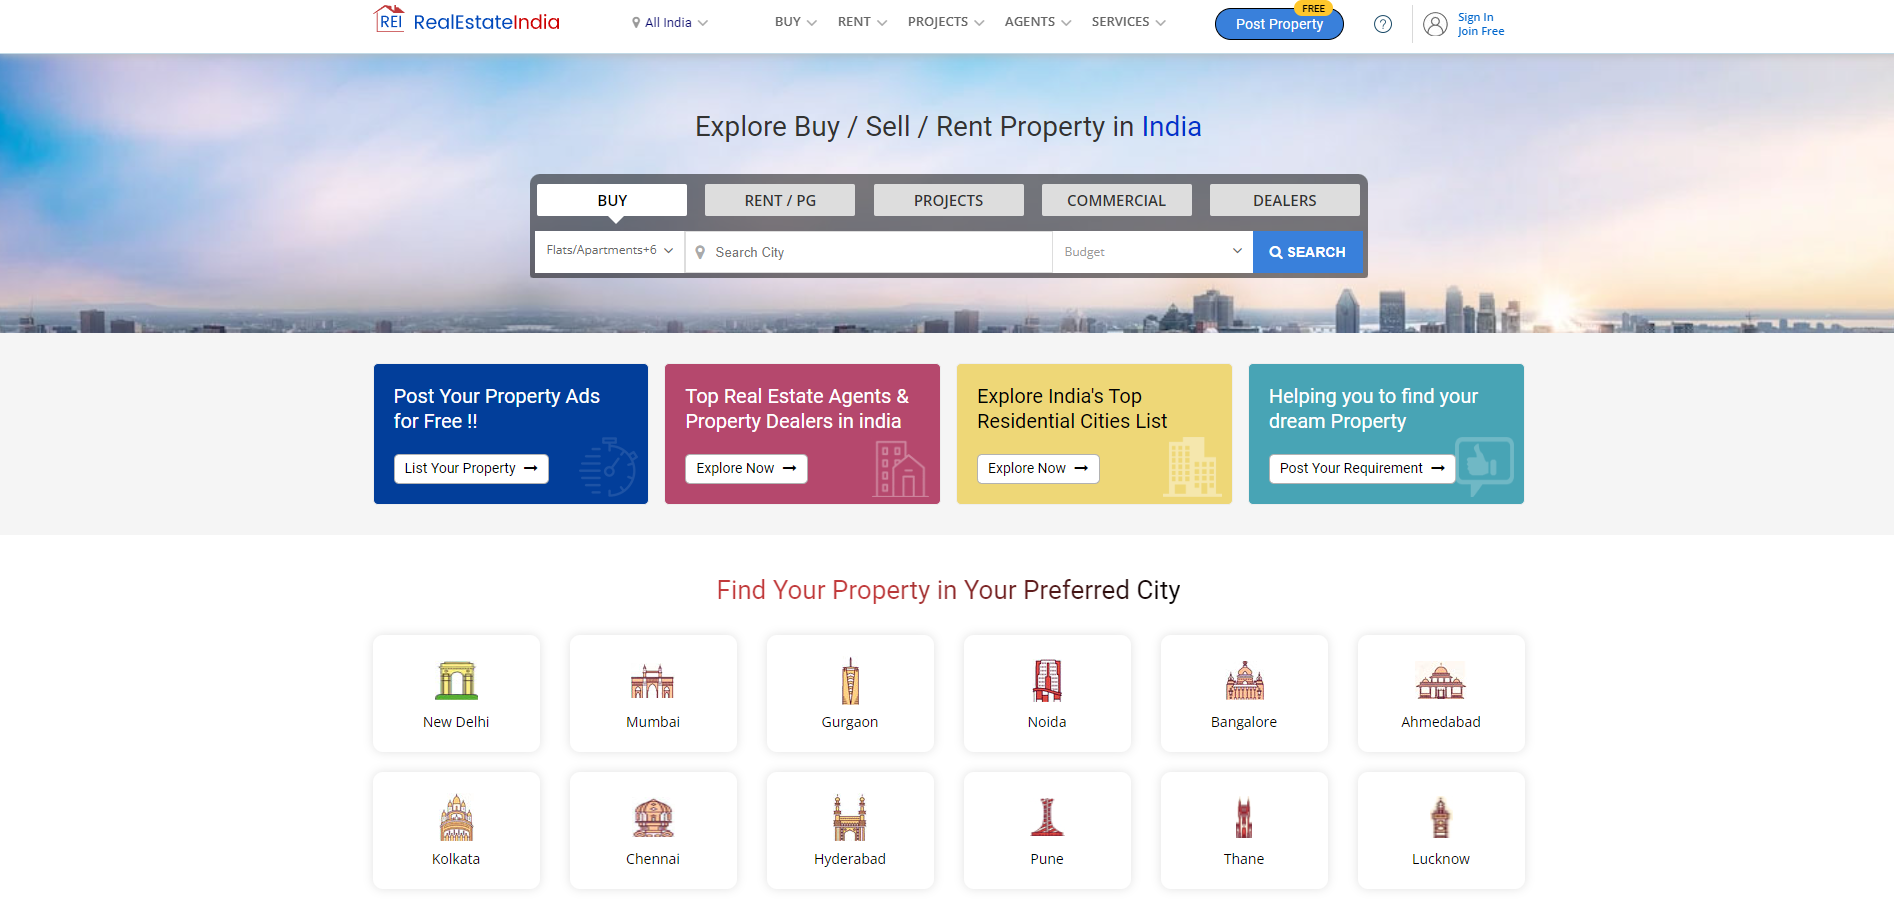 REI RealEstateIndia
All India
BUY
RENT
PROJECTS
AGENTS
SERVICES
FREE
Post Property
?
Sign In
Join Free
Explore Buy / Sell / Rent Property in India
BUY
RENT / PG
PROJECTS
COMMERCIAL
DEALERS
Flats/Apartments+6
Search City
Budget
SEARCH
Post Your Property Ads
for Free !!
List Your Property
Top Real Estate Agents &
Property Dealers in india
Explore Now
Explore India's Top
Residential Cities List
Explore Now
Helping you to find your
dream Property
Post Your Requirement
Find Your Property in Your Preferred City
New Delhi
Mumbai
Gurgaon
Noida
Bangalore
Ahmedabad
Kolkata
Chennai
Hyderabad
Pune
Thane
Lucknow